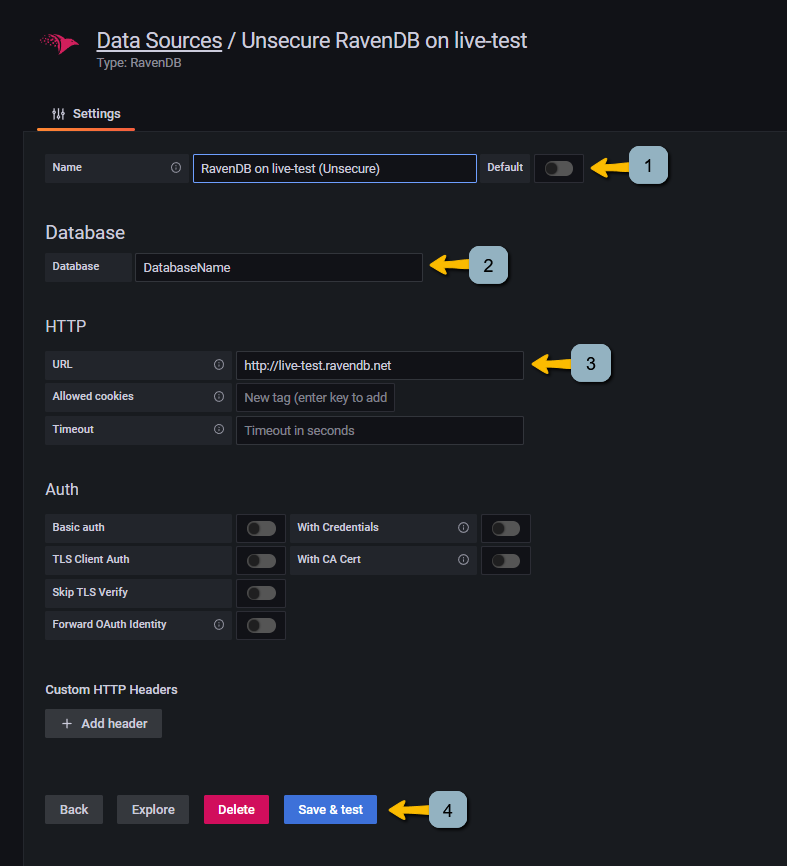 Data Sources / Unsecure RavenDB on live-test
Type: RavenDB
Settings
Name RavenDB on live-test (Unsecure) Default 1
Database
Database DatabaseName 2
HTTP
URL http://live-test.ravendb.net 3
Allowed cookies New tag (enter key to add
Timeout Timeout in seconds
Auth
Basic auth With Credentials
TLS Client Auth With CA Cert
Skip TLS Verify
Forward OAuth Identity
Custom HTTP Headers
+ Add header
Back Explore Delete Save & test 4